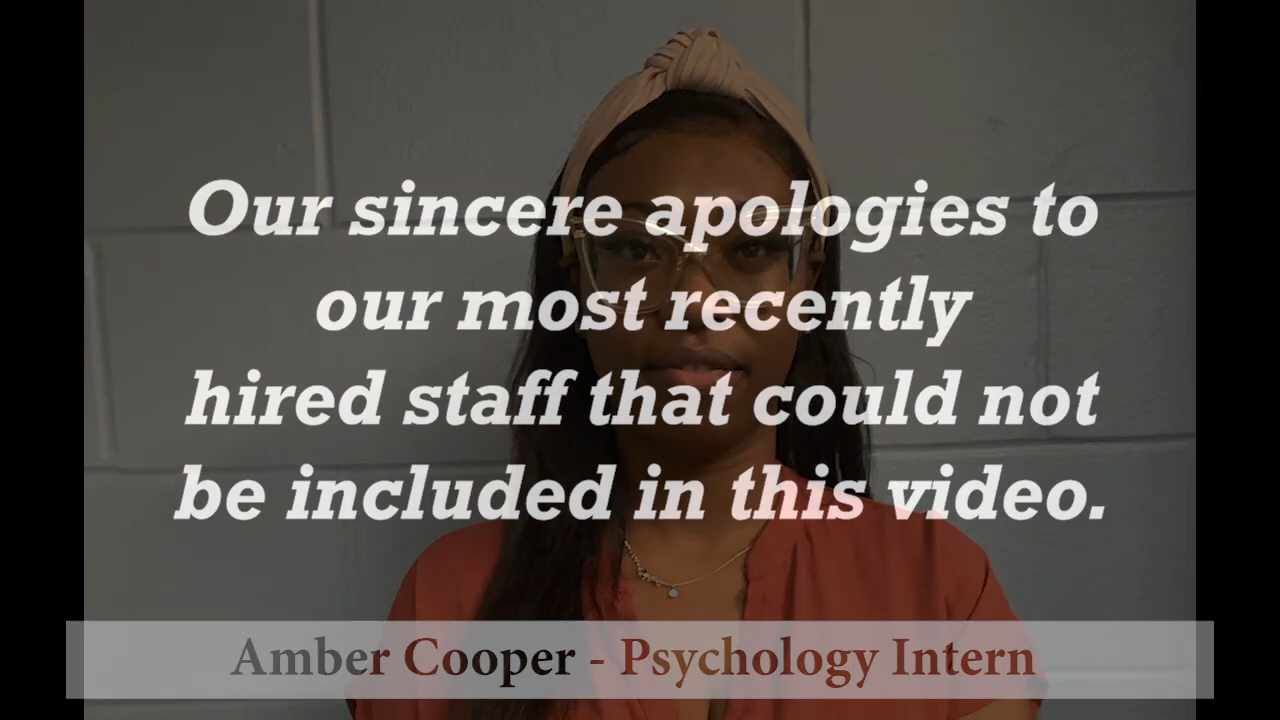 Our sincere apologies to
our most recently
hired staff that could not
be included in this video.
Amber Cooper - Psychology Intern